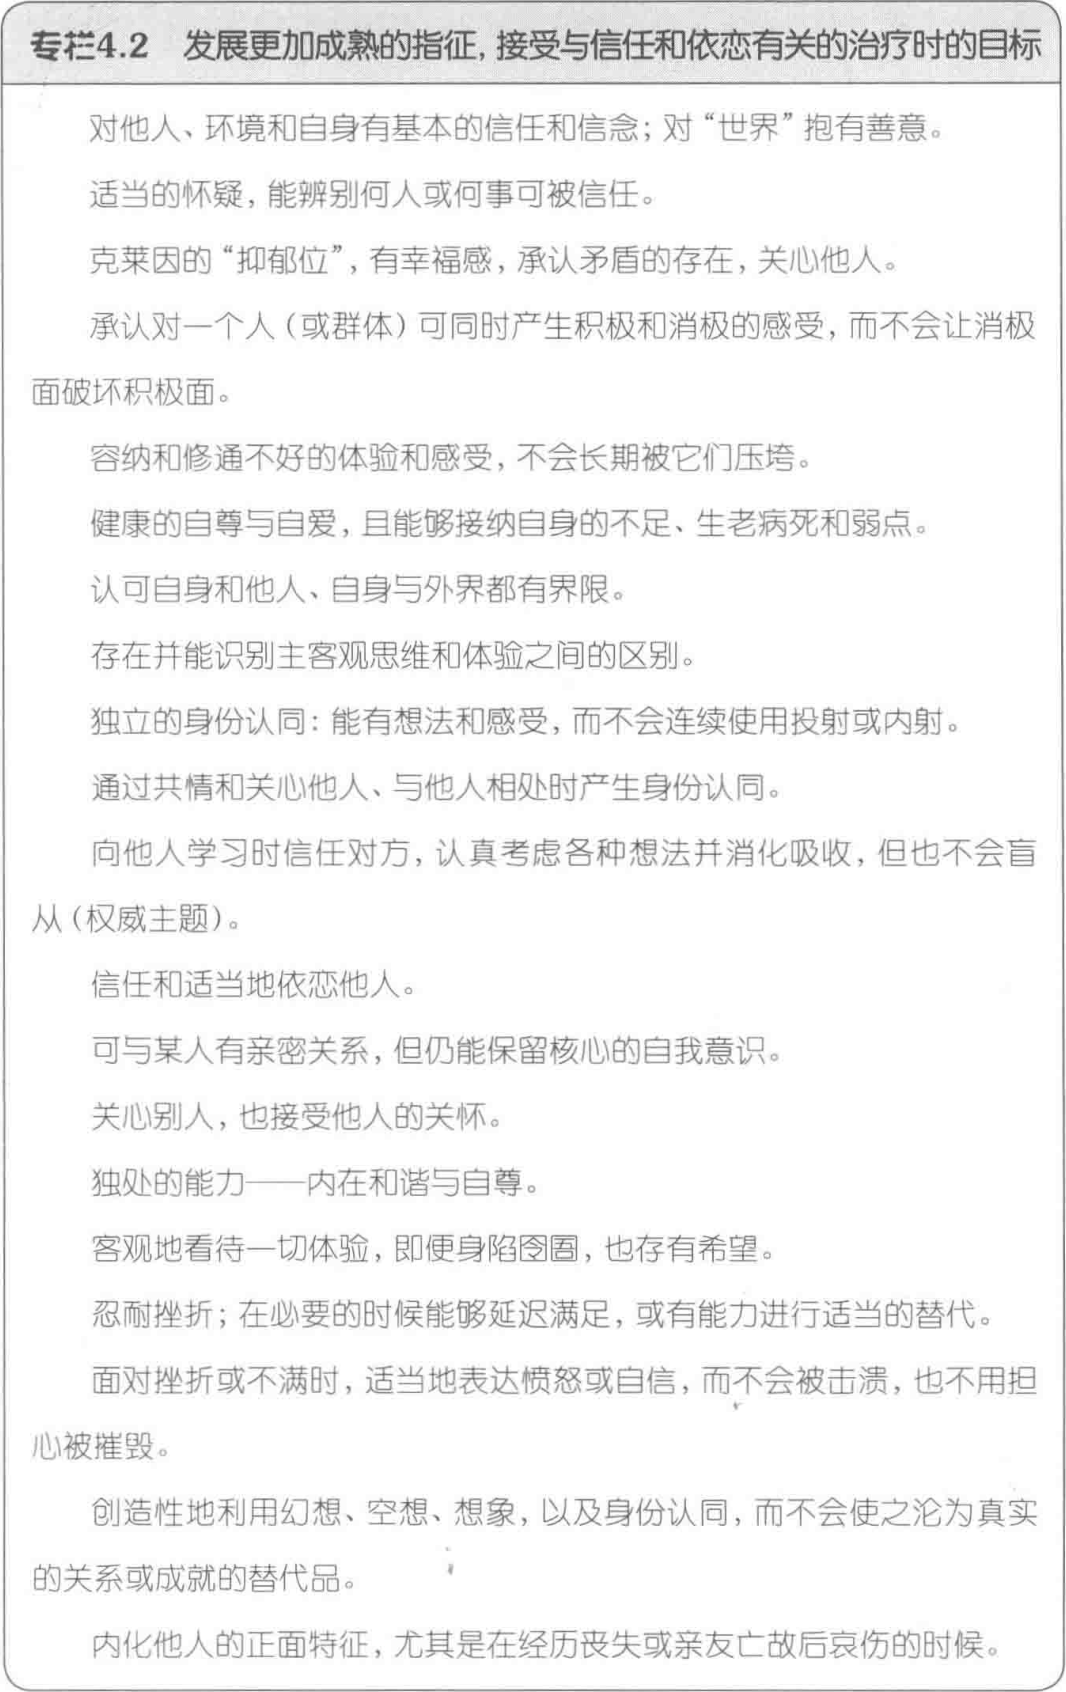 专栏4.2 发展更加成熟的指征，接受与信任和依恋有关的治疗时的目标
对他人、环境和自身有基本的信任和信念；对“世界”抱有善意。
适当的怀疑，能辨别何人或何事可被信任。
克莱因的“抑郁位”，有幸福感，承认矛盾的存在，关心他人。
承认对一个人（或群体）可同时产生积极和消极的感受，而不会让消极
面破坏积极面。
容纳和修通不好的体验和感受，不会长期被它们压垮。
健康的自尊与自爱，且能够接纳自身的不足、生老病死和弱点。
认可自身和他人、自身与外界都有界限。
存在并能识别主客观思维和体验之间的区别。
独立的身份认同：能有想法和感受，而不会连续使用投射或内射。
通过共情和关心他人、与他人相处时产生身份认同。
向他人学习时信任对方，认真考虑各种想法并消化吸收，但也不会盲
从（权威主题）。
信任和适当地依恋他人。
可与某人有亲密关系，但仍能保留核心的自我意识。
关心别人，也接受他人的关怀。
独处的能力——内在和谐与自尊。
客观地看待一切体验，即便身陷囹圄，也存有希望。
忍耐挫折；在必要的时候能够延迟满足，或有能力进行适当的替代。
面对挫折或不满时，适当地表达愤怒或自信，而不会被击溃，也不用担
心被摧毁。
创造性地利用幻想、空想、想象，以及身份认同，而不会使之沦为真实
的关系或成就的替代品。
内化他人的正面特征，尤其是在经历丧失或亲友亡故后哀伤的时候。